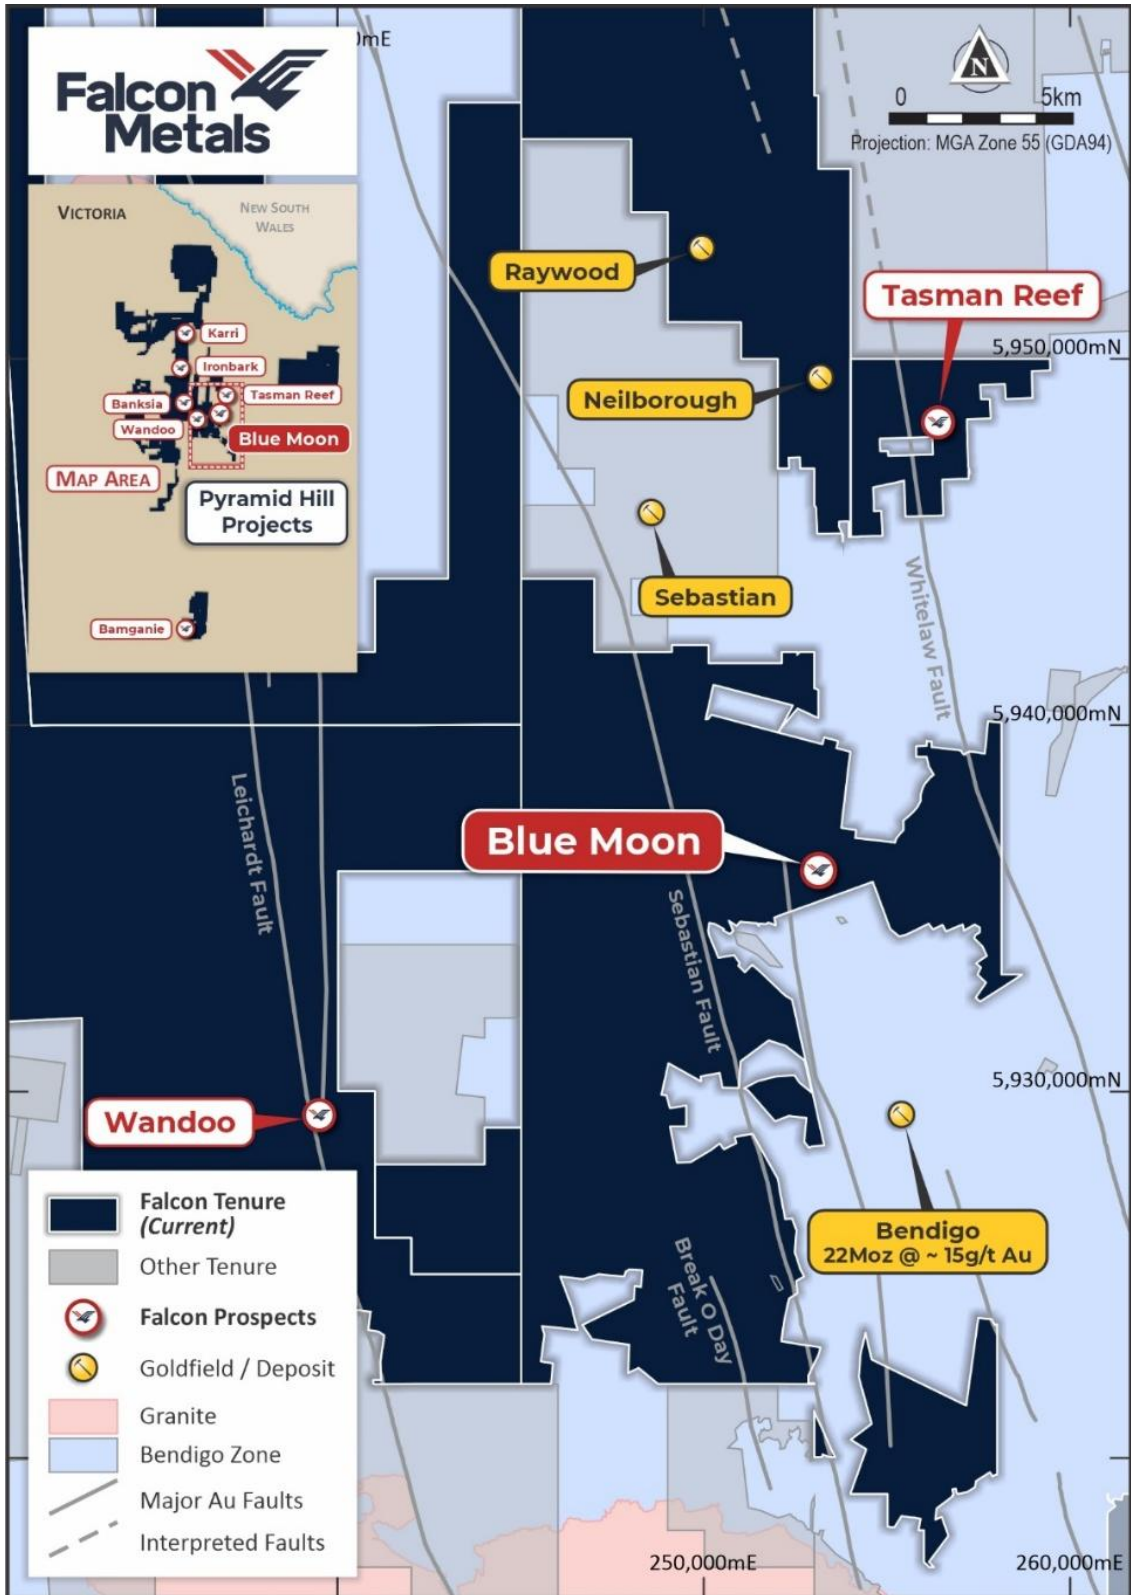 Falcon
Metals
0mE
N
0
5km
Projection: MGA Zone 55 (GDA94)
VICTORIA
NEW SOUTH
WALES
Karri
Ironbark
Banksia
Tasman Reef
Wandoo
Blue Moon
MAP AREA
Pyramid Hill
Projects
Bamganie
Raywood
Tasman Reef
5,950,000mN
Neilborough
Sebastian
Whitelaw Fault
5,940,000mN
Leichardt Fault
Blue Moon
Sebastian Fault
5,930,000mN
Wandoo
Bendigo
22Moz @ ~ 15g/t Au
Break O Day
Fault
Falcon Tenure
(Current)
Other Tenure
Falcon Prospects
Goldfield / Deposit
Granite
Bendigo Zone
Major Au Faults
Interpreted Faults
250,000mE
260,000mE